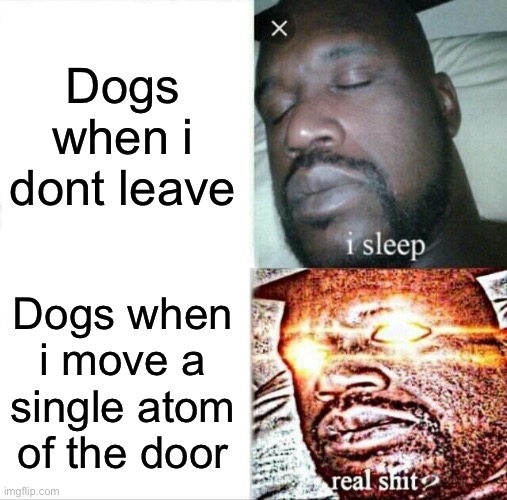 Dogs
when i
dont leave
i sleep
Dogs when
i move a
single atom
of the door
real shit?
imgflip.com